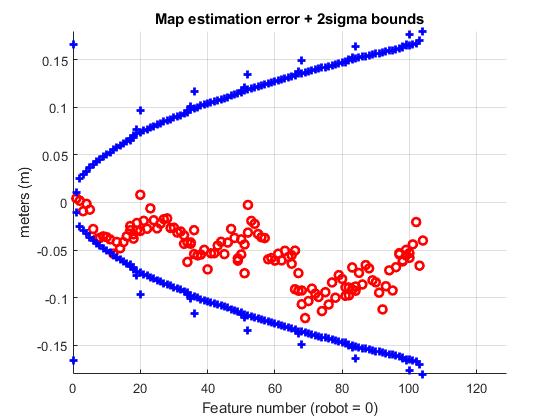 Map estimation error + 2sigma bounds
meters (m)
0.15
0.1
0.05
0
-0.05
-0.1
-0.15
0 20 40 60 80 100 120
Feature number (robot = 0)